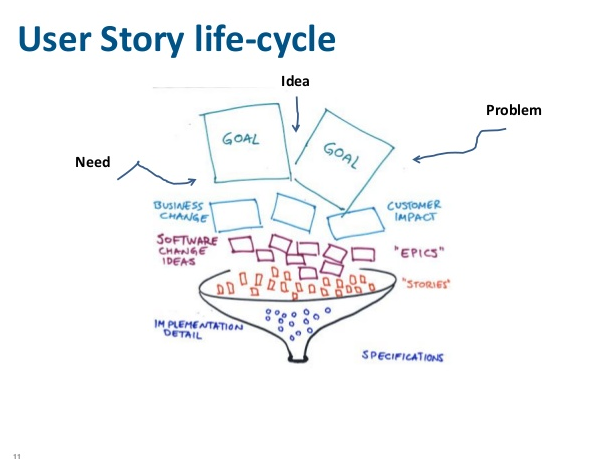 User Story life-cycle
Idea
Problem
Need
GOAL
GOAL
BUSINESS
CHANGE
CUSTOMER
IMPACT
SOFTWARE
CHANGE
IDEAS
"EPICS"
"STORIES"
IMPLEMENTATION
DETAIL
SPECIFICATIONS
11